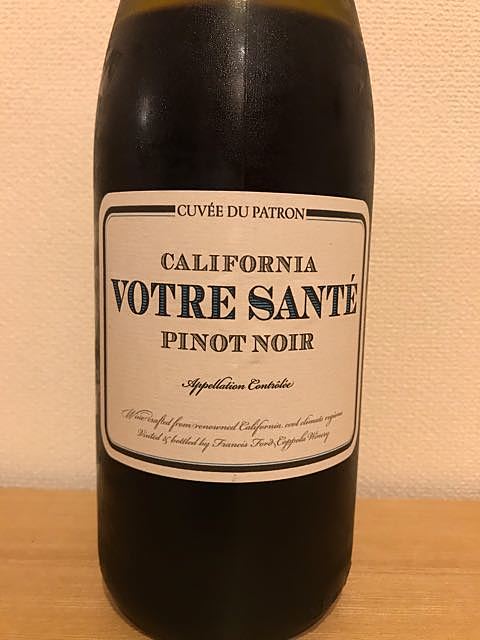 CUVÉE DU PATRON
CALIFORNIA
VOTRE SANTÉ
PINOT NOIR
Appellation Contrôlée
Wine crafted from renowned California cool climate regions
Vinted & bottled by Francis Ford Coppola Winery